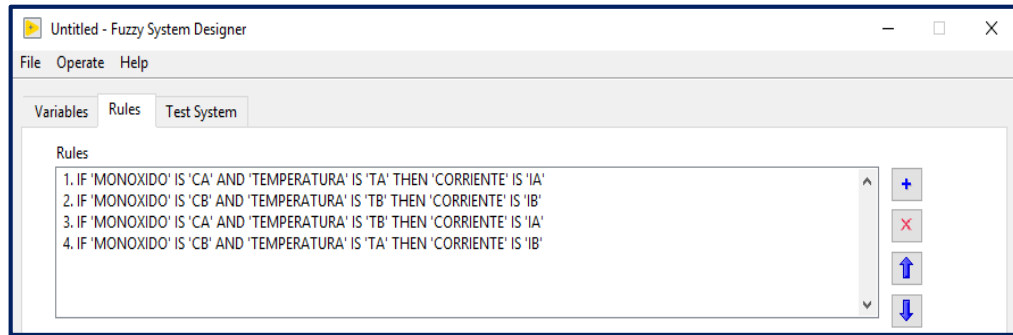 Untitled - Fuzzy System Designer
File Operate Help
Variables Rules Test System
Rules
1. IF 'MONOXIDO' IS 'CA' AND 'TEMPERATURA' IS 'TA' THEN 'CORRIENTE' IS 'IA'
2. IF 'MONOXIDO' IS 'CB' AND 'TEMPERATURA' IS 'TB' THEN 'CORRIENTE' IS 'IB'
3. IF 'MONOXIDO' IS 'CA' AND 'TEMPERATURA' IS 'TB' THEN 'CORRIENTE' IS 'IA'
4. IF 'MONOXIDO' IS 'CB' AND 'TEMPERATURA' IS 'TA' THEN 'CORRIENTE' IS 'IB'